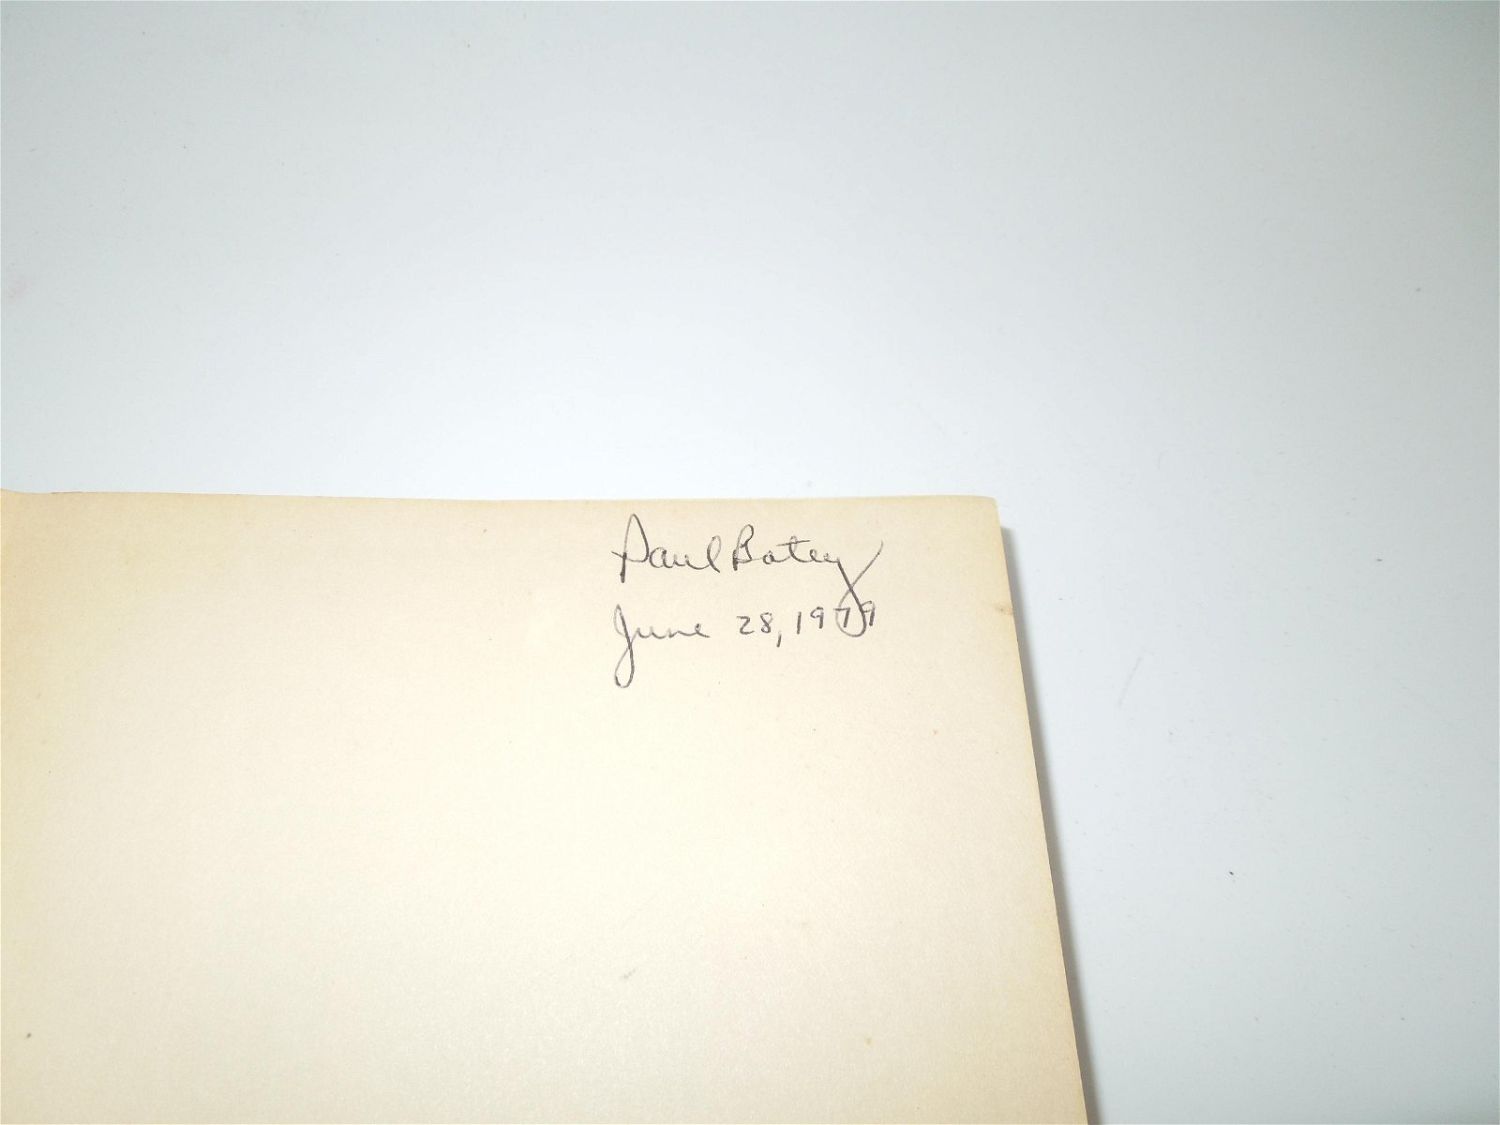 Paul Batey
June 28, 1979